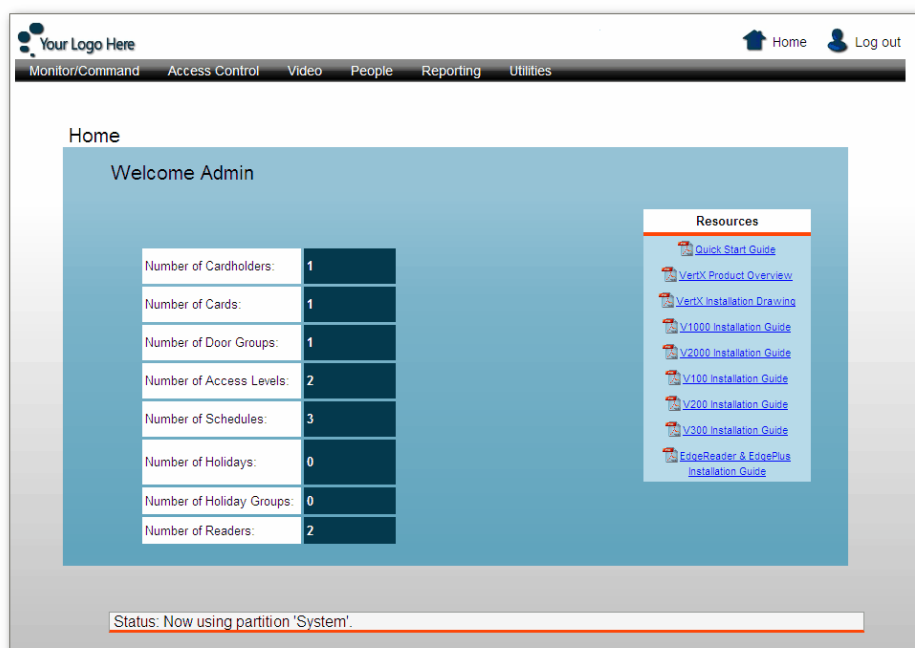 Your Logo Here
Home
Log out
Monitor/Command Access Control Video People Reporting Utilities
Home
Welcome Admin
Number of Cardholders: 1
Number of Cards: 1
Number of Door Groups: 1
Number of Access Levels: 2
Number of Schedules: 3
Number of Holidays: 0
Number of Holiday Groups: 0
Number of Readers: 2
Resources
Quick Start Guide
VertX Product Overview
VertX Installation Drawing
V1000 Installation Guide
V2000 Installation Guide
V100 Installation Guide
V200 Installation Guide
V300 Installation Guide
EdgeReader & EdgePlus
Installation Guide
Status: Now using partition 'System'.